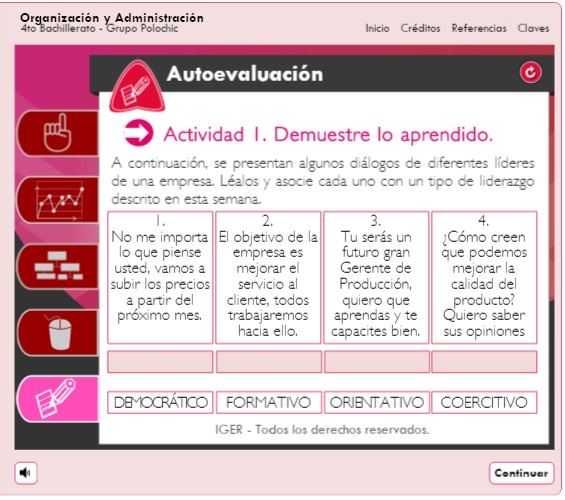 Organización y Administración
4to Bachillerato - Grupo Polochic
Inicio Créditos Referencias Claves
Autoevaluación
Actividad 1. Demuestre lo aprendido.
A continuación, se presentan algunos diálogos de diferentes líderes
de una empresa. Léalos y asocie cada uno con un tipo de liderazgo
descrito en esta semana.
1.
No me importa
lo que piense
usted, vamos a
subir los precios
a partir del
próximo mes.
2.
El objetivo de la
empresa es
mejorar el
servicio al
cliente, todos
trabajaremos
hacia ello.
3.
Tu serás un
futuro gran
Gerente de
Producción,
quiero que
aprendas y te
capacites bien.
4.
¿Cómo creen
que podemos
mejorar la
calidad del
producto?
Quiero saber
sus opiniones
DEMOCRÁTICO FORMATIVO ORIENTATIVO COERCITIVO
IGER - Todos los derechos reservados.
Continuar